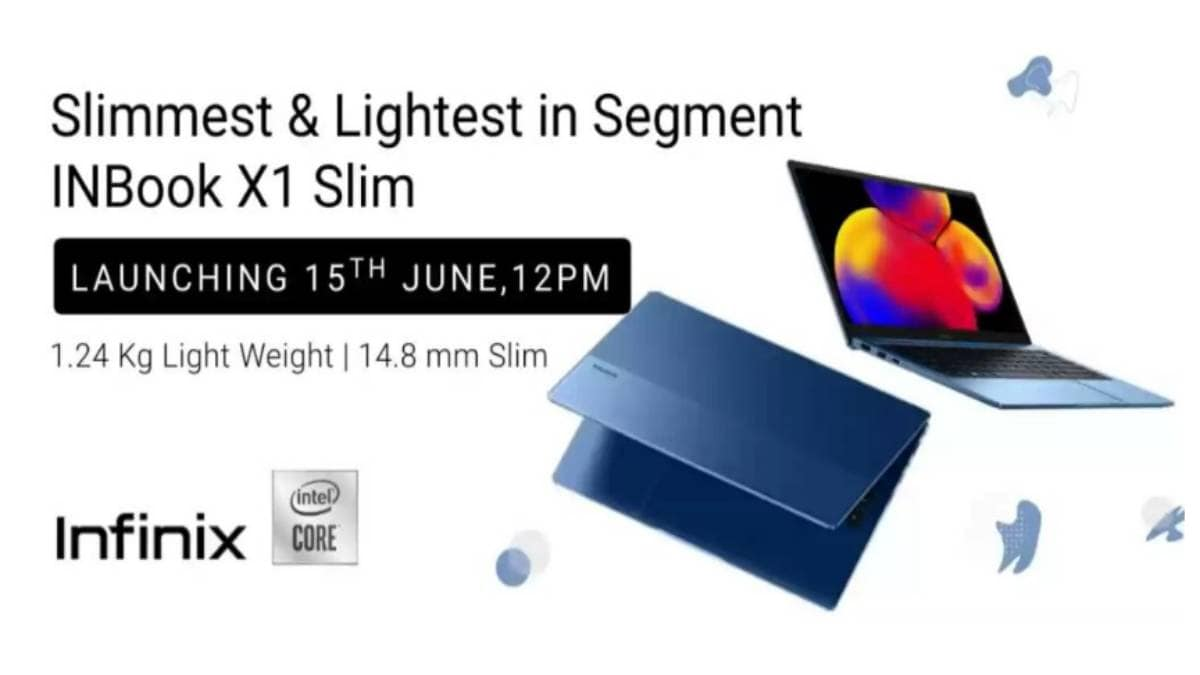 Slimmest & Lightest in Segment
INBook X1 Slim
LAUNCHING 15TH JUNE,12PM
1.24 Kg Light Weight | 14.8 mm Slim
Infinix
intel
CORE